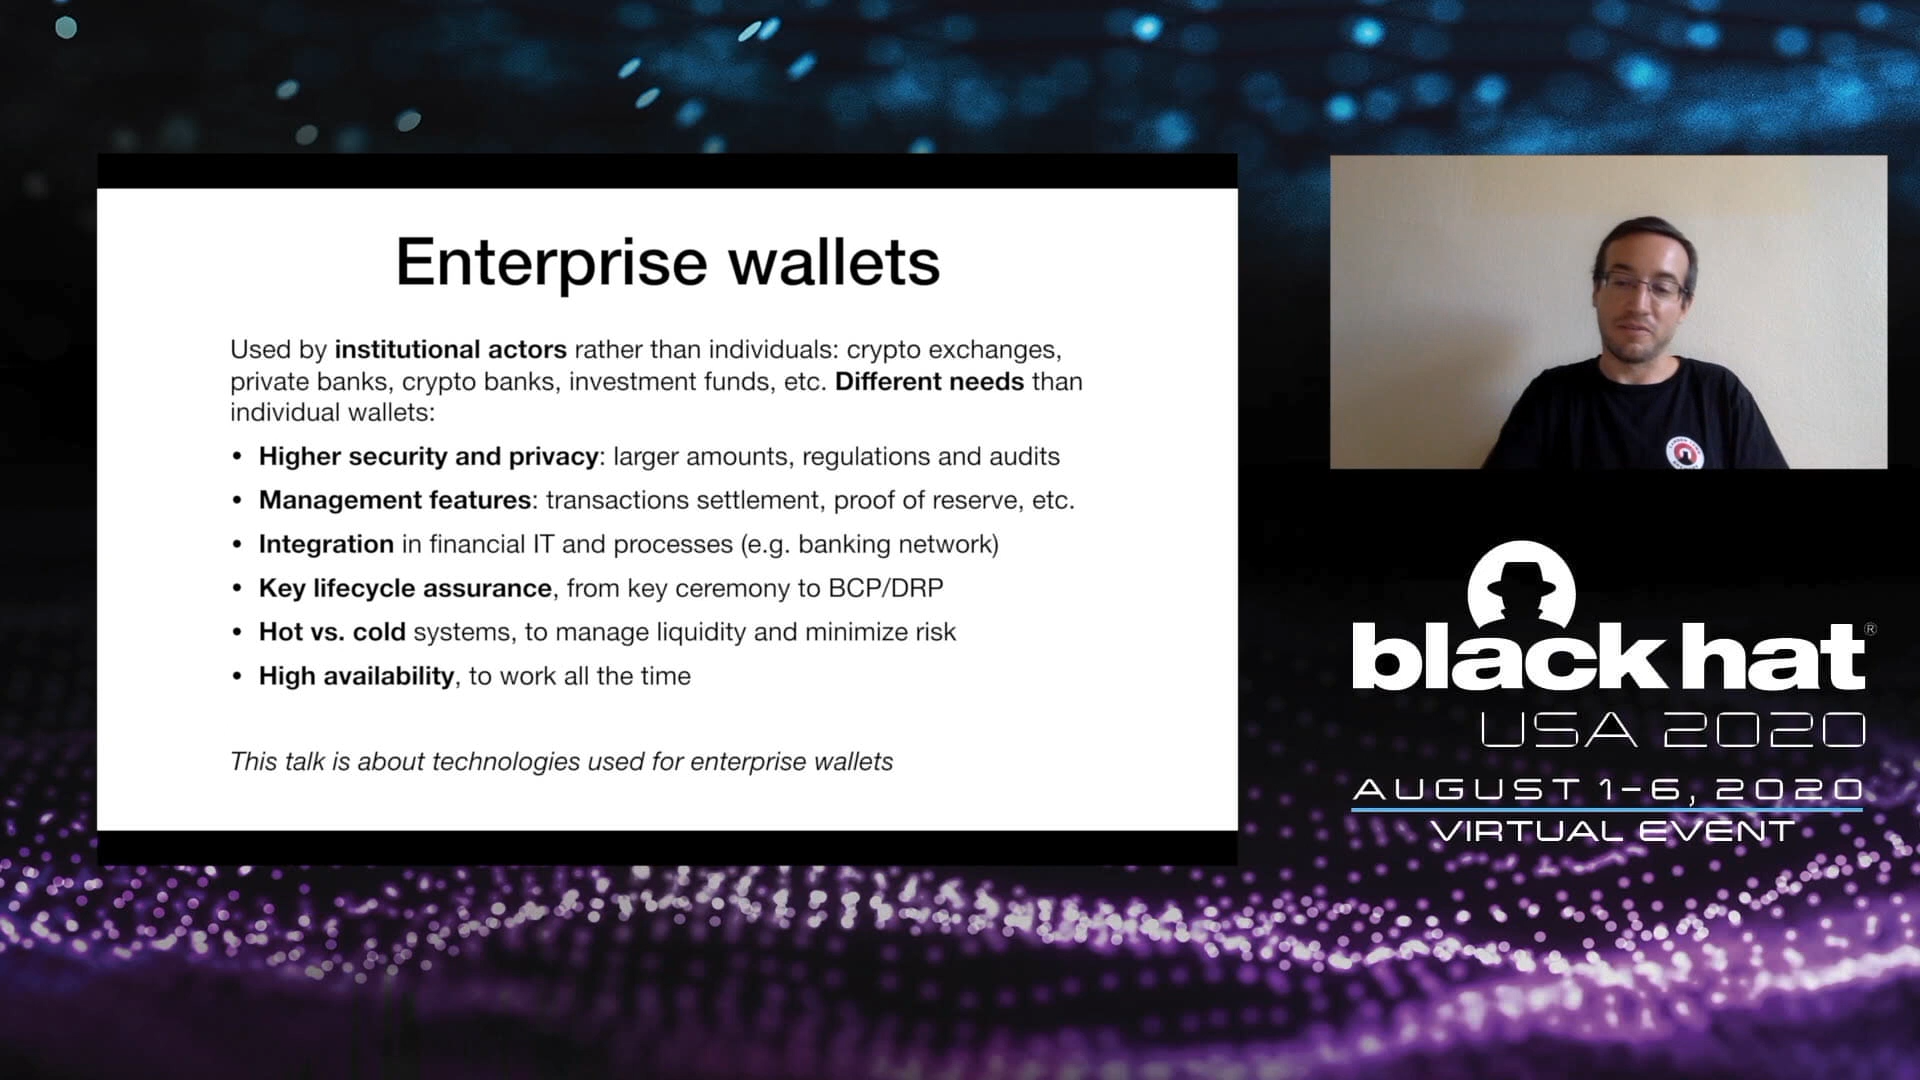 Enterprise wallets
Used by institutional actors rather than individuals: crypto exchanges,
private banks, crypto banks, investment funds, etc. Different needs than
individual wallets:
• Higher security and privacy: larger amounts, regulations and audits
• Management features: transactions settlement, proof of reserve, etc.
• Integration in financial IT and processes (e.g. banking network)
• Key lifecycle assurance, from key ceremony to BCP/DRP
• Hot vs. cold systems, to manage liquidity and minimize risk
• High availability, to work all the time
This talk is about technologies used for enterprise wallets
black hat®
USA 2020
AUGUST 1-6, 2020
VIRTUAL EVENT